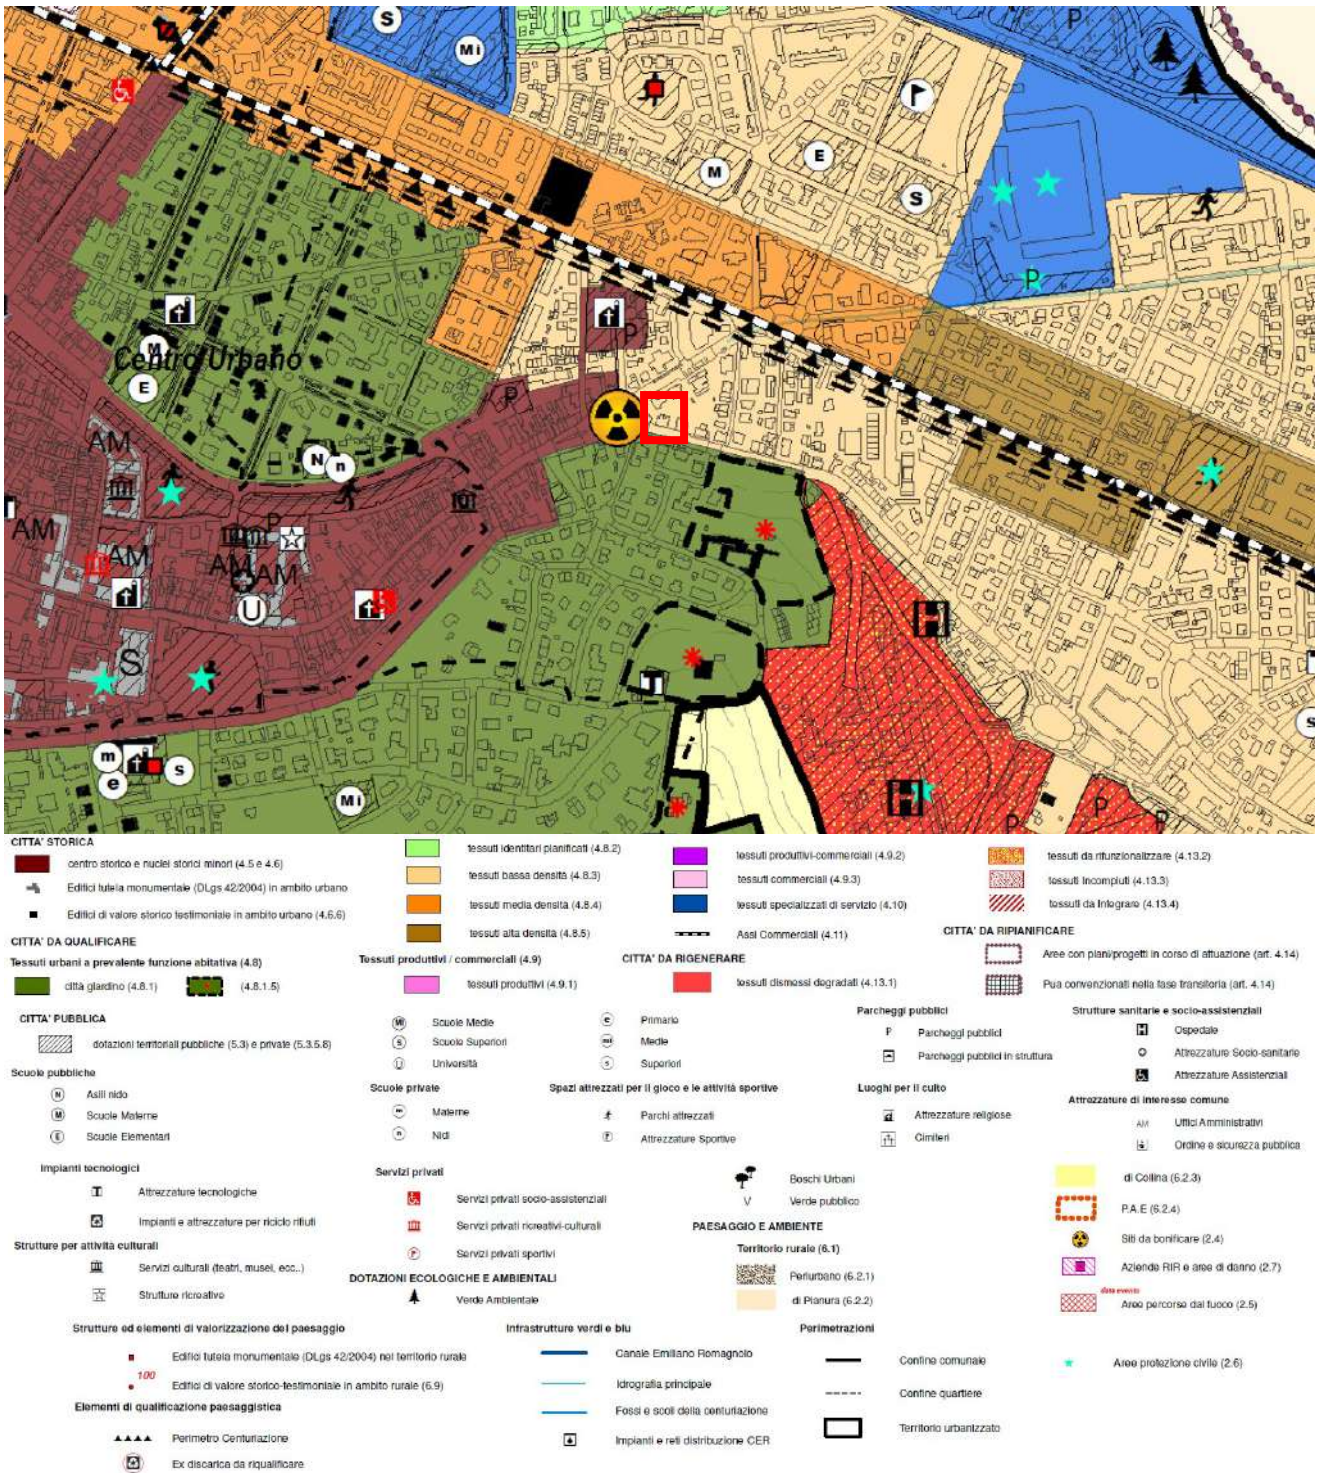 S
Mi
P
E
M
S
P
P
Centro Urbano
M
E
P
N n
AM
P
AM
AM
AM
AM
U
H
S
T
m
e
s
Mi
H
P
P
P
S
CITTA' STORICA
centro storico e nuclei storici minori (4.5 e 4.6)
Edifici tutela monumentale (DLgs 42/2004) in ambito urbano
Edifici di valore storico testimoniale in ambito urbano (4.6.6)
CITTA' DA QUALIFICARE
Tessuti urbani a prevalente funzione abitativa (4.8)
città giardino (4.8.1)
(4.8.1.5)
tessuti identitari pianificati (4.8.2)
tessuti bassa densità (4.8.3)
tessuti media densità (4.8.4)
tessuti alta densità (4.8.5)
Tessuti produttivi / commerciali (4.9)
tessuti produttivi (4.9.1)
tessuti produttivi-commerciali (4.9.2)
tessuti commerciali (4.9.3)
tessuti specializzati di servizio (4.10)
Assi Commerciali (4.11)
CITTA' DA RIGENERARE
tessuti dismessi degradati (4.13.1)
tessuti da rifunzionalizzare (4.13.2)
tessuti Incompiuti (4.13.3)
tessuti da Integrare (4.13.4)
CITTA' DA RIPIANIFICARE
Aree con piani/progetti in corso di attuazione (art. 4.14)
Pua convenzionati nella fase transitoria (art. 4.14)
CITTA' PUBBLICA
dotazioni territoriali pubbliche (5.3) e private (5.3.5.8)
Scuole pubbliche
N Asili nido
M Scuole Materne
E Scuole Elementari
Mi Scuole Medie
S Scuole Superiori
U Università
Scuole private
m Materne
n Nidi
e Primarie
mi Medie
s Superiori
Spazi attrezzati per il gioco e le attività sportive
Parchi attrezzati
Attrezzature Sportive
Parcheggi pubblici
P Parcheggi pubblici
Parcheggi pubblici in struttura
Luoghi per il culto
Attrezzature religiose
Cimiteri
Strutture sanitarie e socio-assistenziali
H Ospedale
Attrezzature Socio-sanitarie
Attrezzature Assistenziali
Attrezzature di interesse comune
AM Uffici Amministrativi
Ordine e sicurezza pubblica
Impianti tecnologici
T Attrezzature tecnologiche
Impianti e attrezzature per riciclo rifiuti
Strutture per attività culturali
Servizi culturali (teatri, musei, ecc..)
Strutture ricreative
Servizi privati
Servizi privati socio-assistenziali
Servizi privati ricreativi-culturali
Servizi privati sportivi
DOTAZIONI ECOLOGICHE E AMBIENTALI
Verde Ambientale
Boschi Urbani
V Verde pubblico
PAESAGGIO E AMBIENTE
Territorio rurale (6.1)
Periurbano (6.2.1)
di Pianura (6.2.2)
di Collina (6.2.3)
P.A.E (6.2.4)
Siti da bonificare (2.4)
Aziende RIR e aree di danno (2.7)
data evento
Aree percorse dal fuoco (2.5)
Strutture ed elementi di valorizzazione del paesaggio
Edifici tutela monumentale (DLgs 42/2004) nel territorio rurale
100
Edifici di valore storico-testimoniale in ambito rurale (6.9)
Elementi di qualificazione paesaggistica
Perimetro Centuriazione
Ex discarica da riqualificare
Infrastrutture verdi e blu
Canale Emiliano Romagnolo
Idrografia principale
Fossi e scoli della centuriazione
Impianti e reti distribuzione CER
Perimetrazioni
Confine comunale
Confine quartiere
Territorio urbanizzato
Aree protezione civile (2.6)